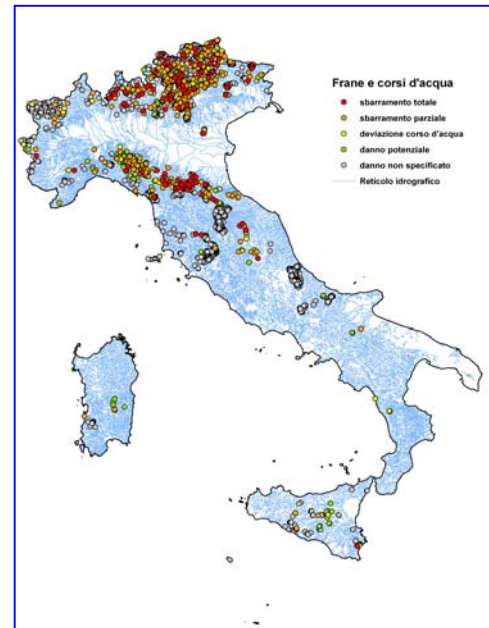 Frane e corsi d'acqua
sbarramento totale
sbarramento parziale
deviazione corso d'acqua
danno potenziale
danno non specificato
Reticolo idrografico